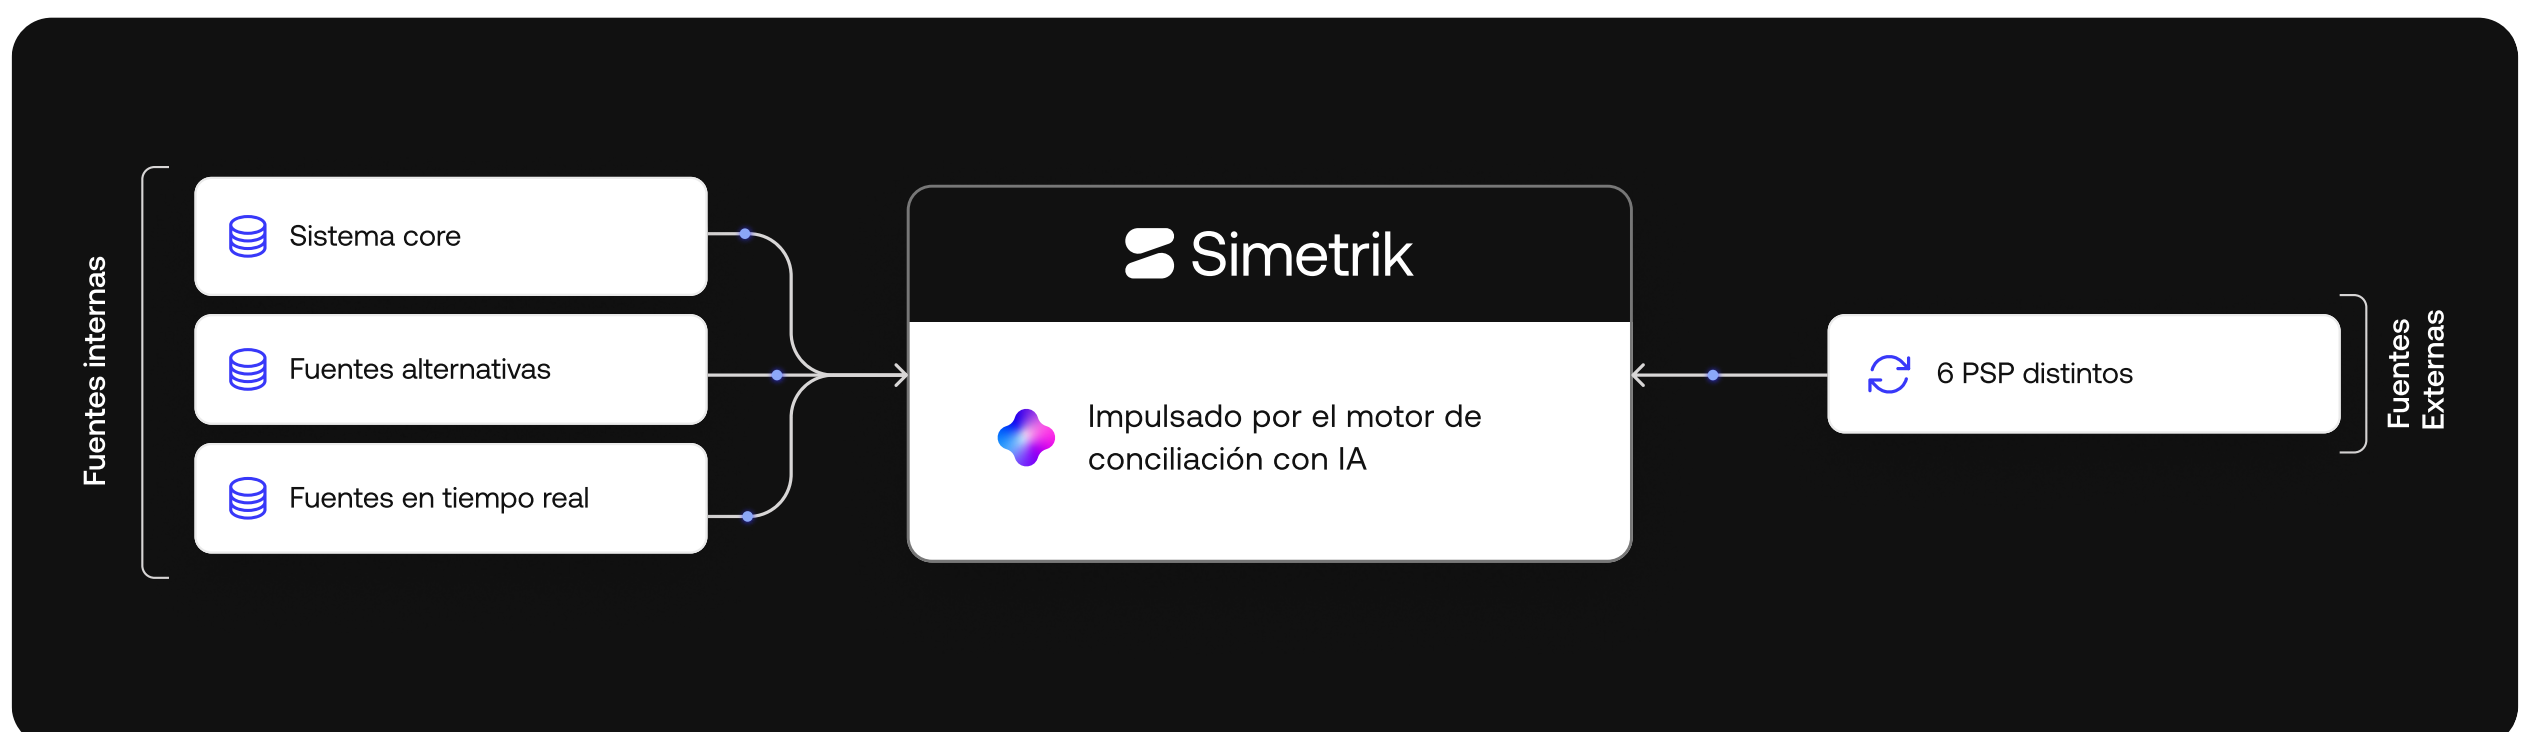 Fuentes internas
Sistema core
Fuentes alternativas
Fuentes en tiempo real
Simetrik
Impulsado por el motor de
conciliación con IA
6 PSP distintos
Fuentes
Externas